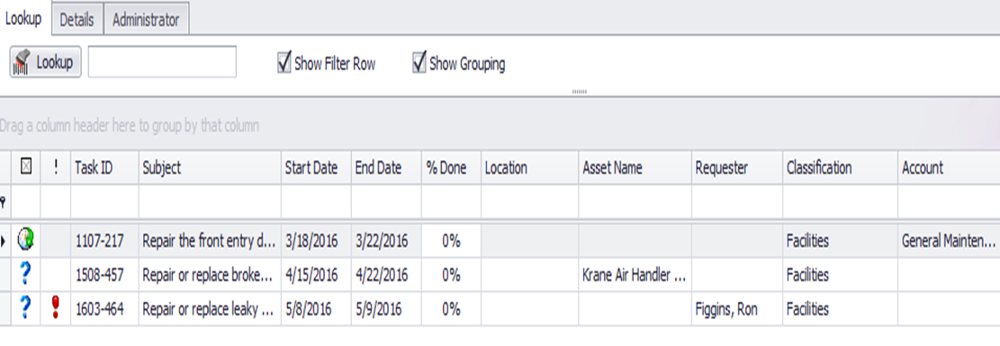 Lookup Details Administrator
Lookup Show Filter Row Show Grouping
Drag a column header here to group by that column
! Task ID Subject Start Date End Date % Done Location Asset Name Requester Classification Account
1107-217 Repair the front entry d... 3/18/2016 3/22/2016 0% Facilities General Mainten...
? 1508-457 Repair or replace broke... 4/15/2016 4/22/2016 0% Krane Air Handler ... Facilities
? ! 1603-464 Repair or replace leaky ... 5/8/2016 5/9/2016 0% Figgins, Ron Facilities